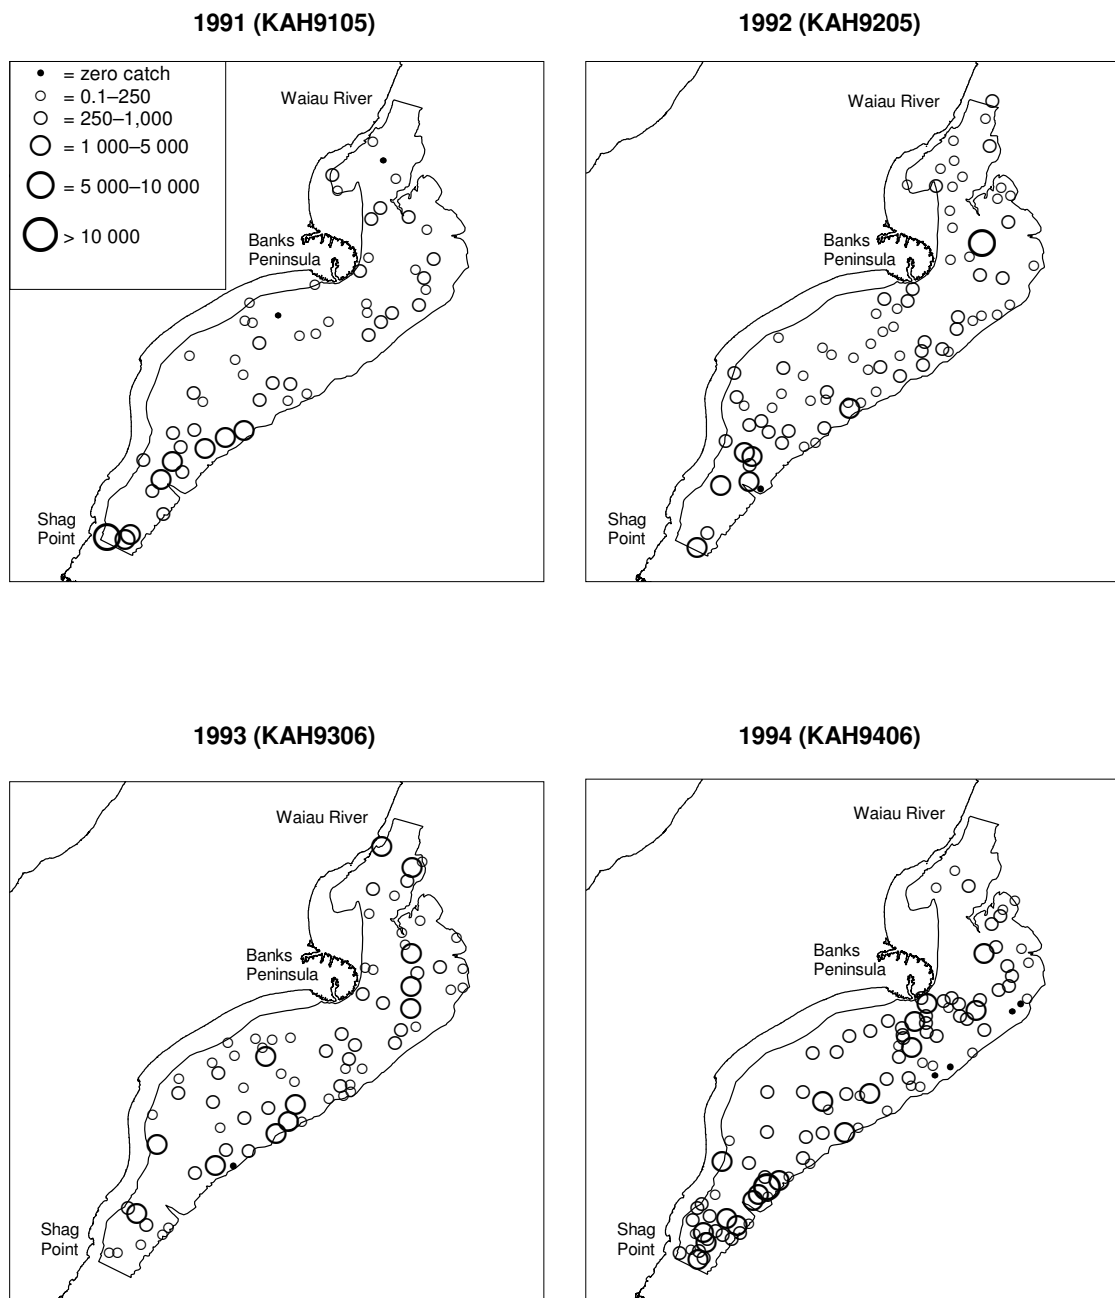 1991 (KAH9105)
1992 (KAH9205)
= zero catch
= 0.1–250
= 250–1,000
= 1 000–5 000
= 5 000–10 000
> 10 000
Waiau River
Banks
Peninsula
Shag
Point
Waiau River
Banks
Peninsula
Shag
Point
1993 (KAH9306)
1994 (KAH9406)
Waiau River
Banks
Peninsula
Shag
Point
Waiau River
Banks
Peninsula
Shag
Point